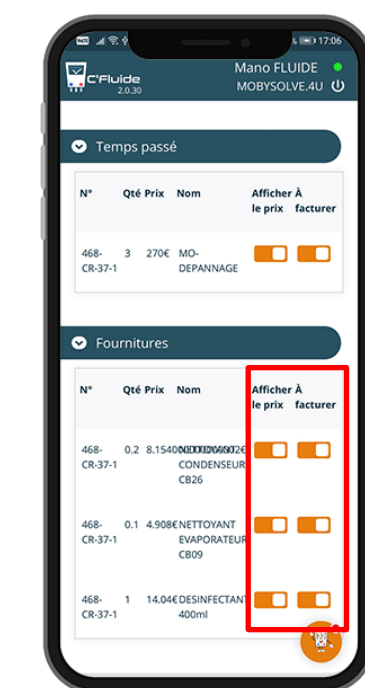 17:06
C'Fluide
2.0.30
Mano FLUIDE
MOBYSOLVE.4U
Temps passé
N° Qté Prix Nom Afficher À
le prix facturer
468- 3 270€ MO-
CR-37-1 DEPANNAGE
Fournitures
N° Qté Prix Nom Afficher À
le prix facturer
468- 0.2
CR-37-1 CONDENSEUR
CB26
468- 0.1 4.908€ NETTOYANT
CR-37-1 EVAPORATEUR
CB09
468- 1 14.04€ DESINFECTANT
CR-37-1 400ml